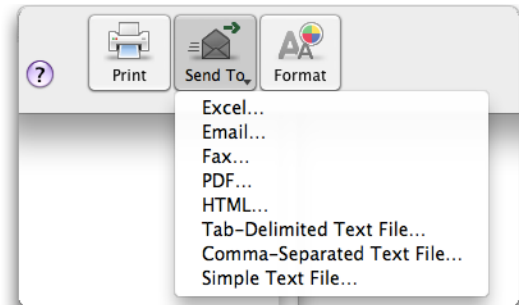 ?
Print
Send To
Format
Excel...
Email...
Fax...
PDF...
HTML...
Tab-Delimited Text File...
Comma-Separated Text File...
Simple Text File...